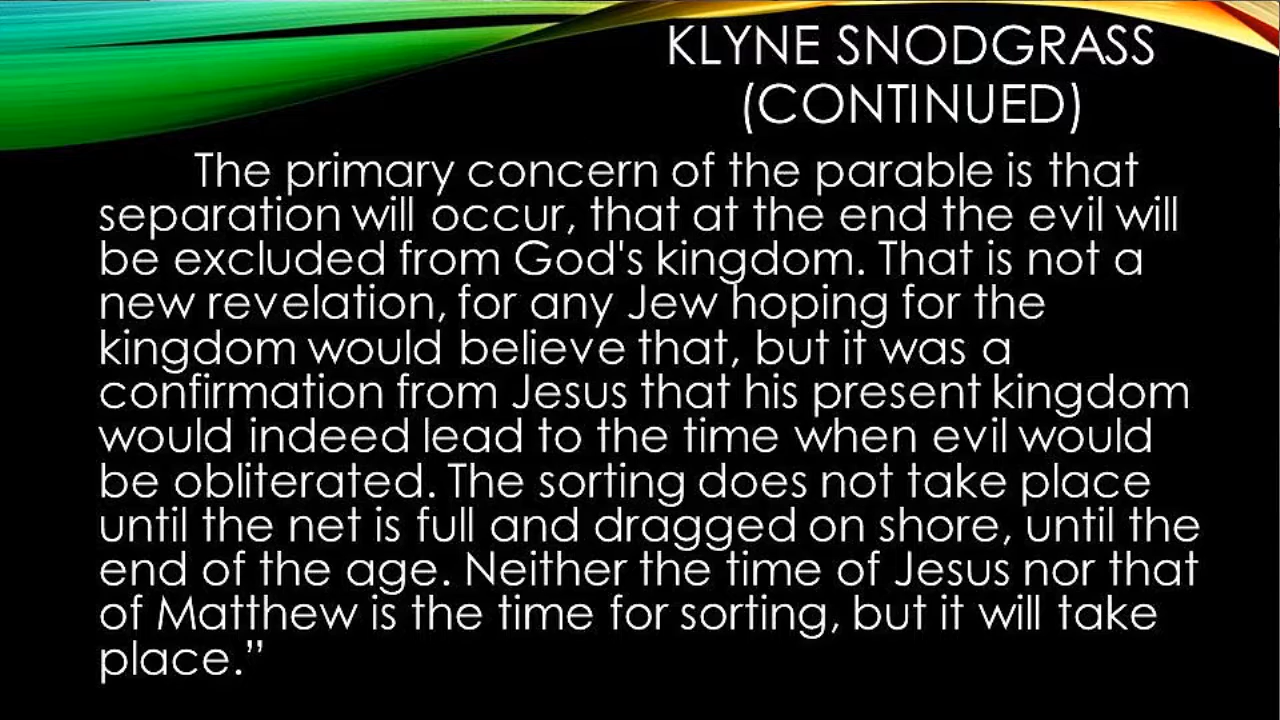 KLYNE SNODGRASS
(CONTINUED)
The primary concern of the parable is that
separation will occur, that at the end the evil will
be excluded from God's kingdom. That is not a
new revelation, for any Jew hoping for the
kingdom would believe that, but it was a
confirmation from Jesus that his present kingdom
would indeed lead to the time when evil would
be obliterated. The sorting does not take place
until the net is full and dragged on shore, until the
end of the age. Neither the time of Jesus nor that
of Matthew is the time for sorting, but it will take
place.”